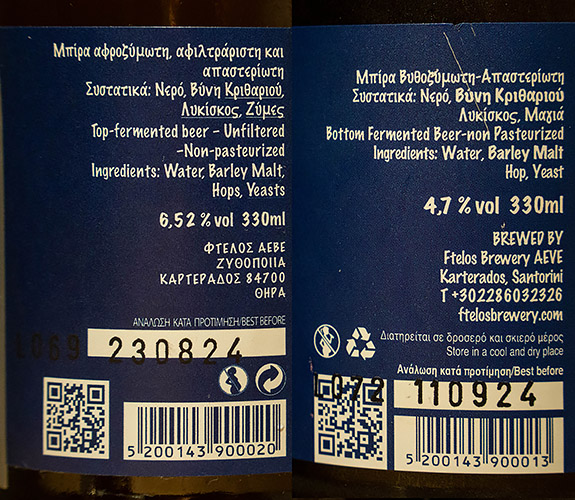 Μπίρα αφροζύμωτη, αφιλτράριστη και
απαστερίωτη
Συστατικά: Νερό, Βύνη Κριθαριού,
Λυκίσκος, Ζύμες
Top-fermented beer - Unfiltered
-Non-pasteurized
Ingredients: Water, Barley Malt,
Hops, Yeasts
6,52 % vol 330ml
ΦΤΕΛΟΣ ΑΕΒΕ
ΖΥΘΟΠΟΙΙΑ
ΚΑΡΤΕΡΑΔΟΣ 84700
ΘΗΡΑ
ΑΝΑΛΩΣΗ ΚΑΤΑ ΠΡΟΤΙΜΗΣΗ/BEST BEFORE
L089 230824
5 200143 900020
Μπίρα Βυθοζύμωτη-Απαστερίωτη
Συστατικά: Νερό, Βύνη Κριθαριού
Λυκίσκος, Μαγιά
Bottom Fermented Beer-non Pasteurized
Ingredients: Water, Barley Malt
Hop, Yeast
4,7 % vol 330ml
BREWED BY
Ftelos Brewery AEVE
Karterados, Santorini
T +302286032326
ftelosbrewery.com
Διατηρείται σε δροσερό και σκιερό μέρος
Store in a cool and dry place
Ανάλωση κατά προτίμηση/Best before
L072 110924
5 200143 900013